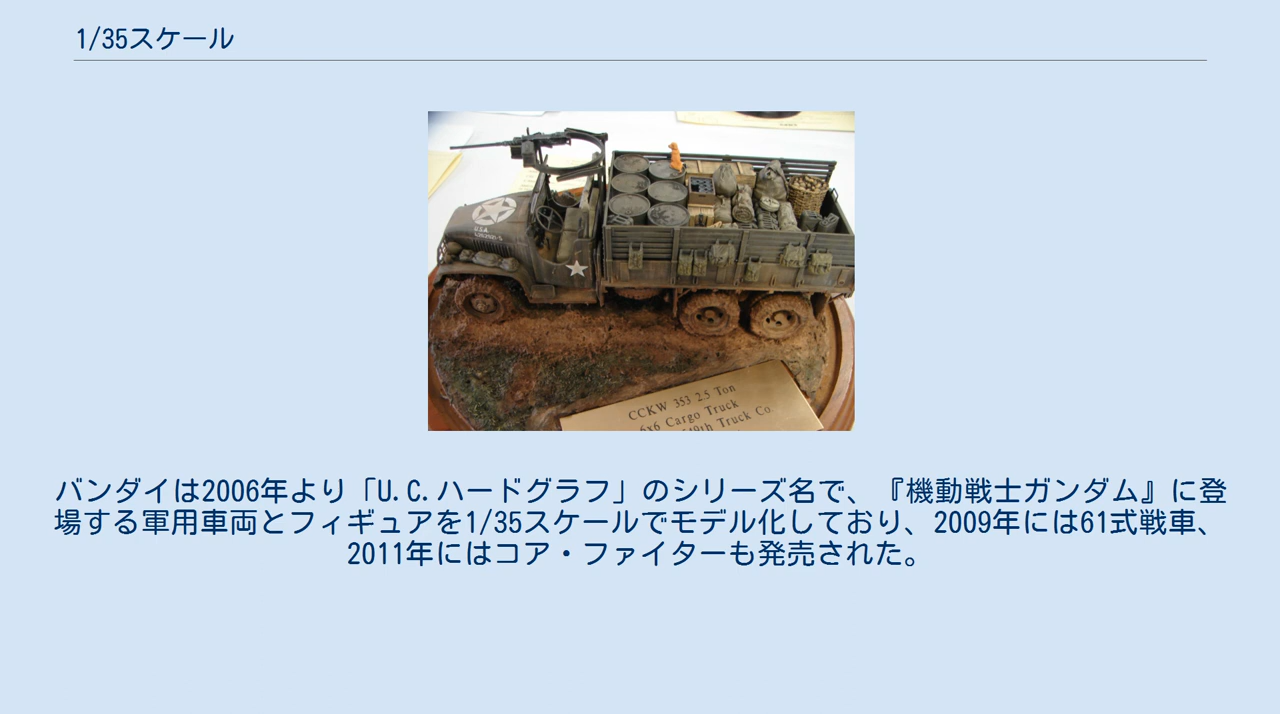 1/35スケール
U.S.A.
CCKW 353 2.5 Ton
6x6 Cargo Truck
Truck Co.
バンダイは2006年より「U.C.ハードグラフ」のシリーズ名で、『機動戦士ガンダム』に登
場する軍用車両とフィギュアを1/35スケールでモデル化しており、2009年には61式戦車、
2011年にはコア・ファイターも発売された。